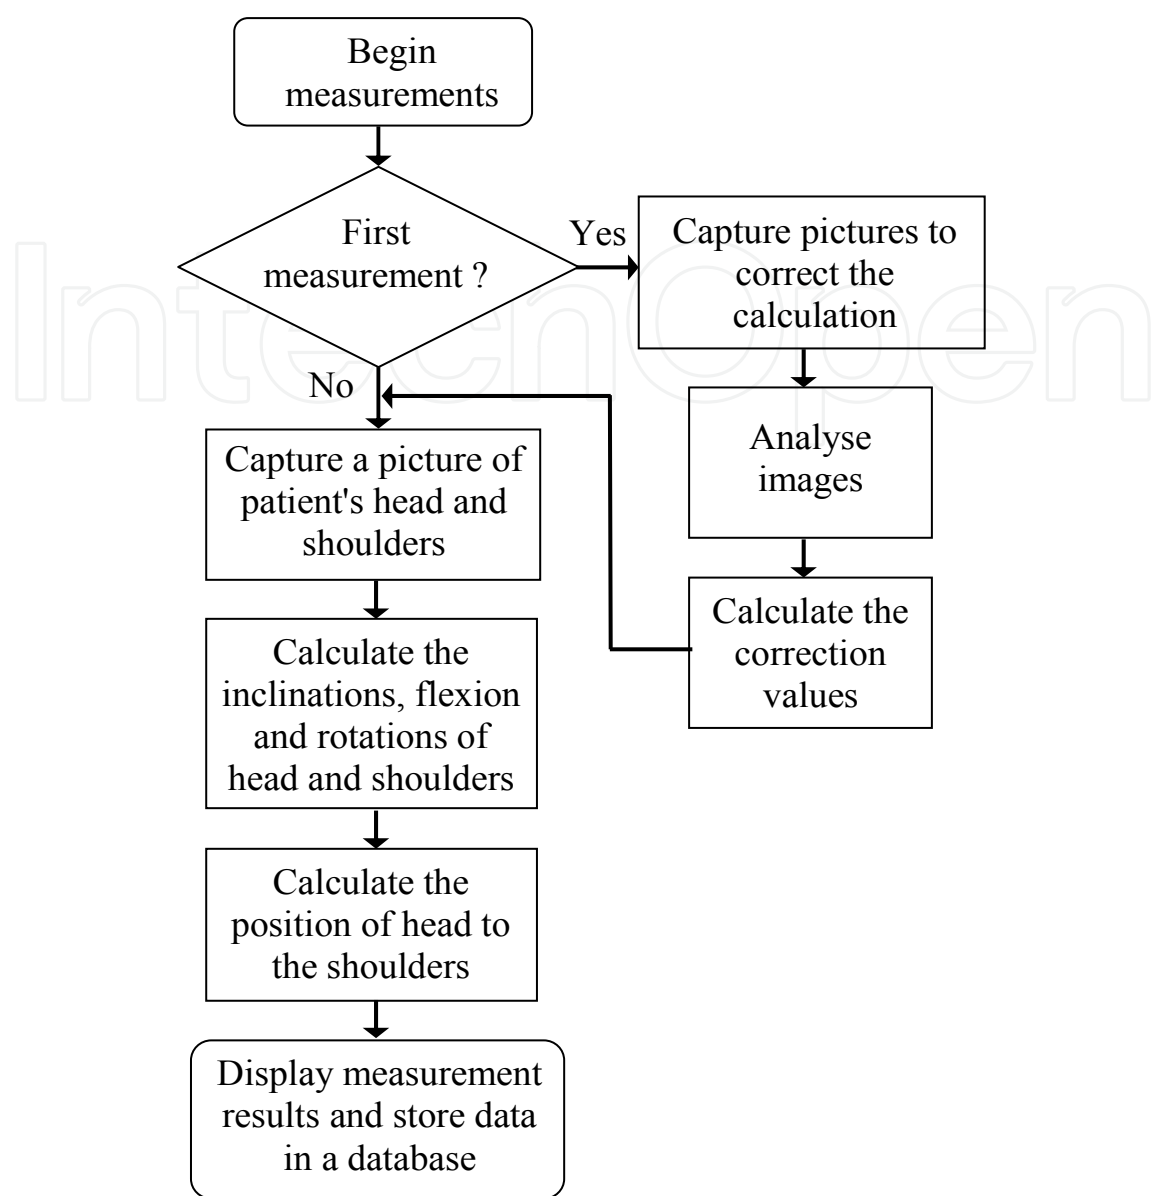 Begin
measurements
First
measurement ?
Yes
Capture pictures to
correct the
calculation
Analyse
images
Calculate the
correction
values
No
Capture a picture of
patient's head and
shoulders
Calculate the
inclinations, flexion
and rotations of
head and shoulders
Calculate the
position of head to
the shoulders
Display measurement
results and store data
in a database
IntechOpen